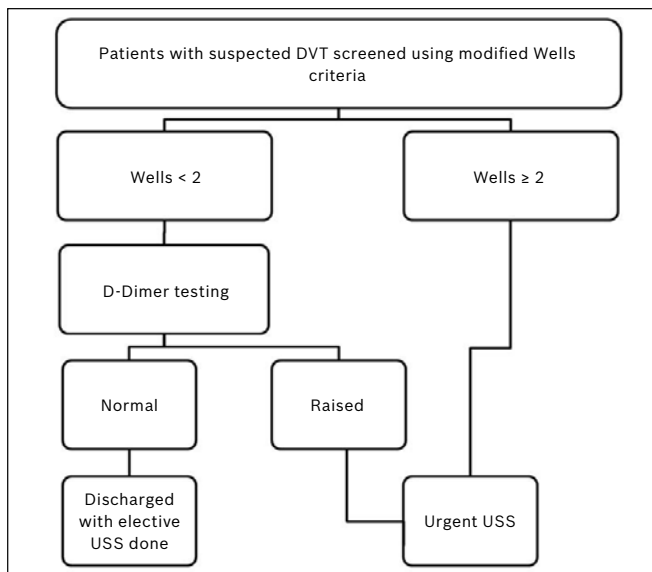 Patients with suspected DVT screened using modified Wells
criteria
Wells < 2
Wells ≥ 2
D-Dimer testing
Normal
Raised
Discharged
with elective
USS done
Urgent USS